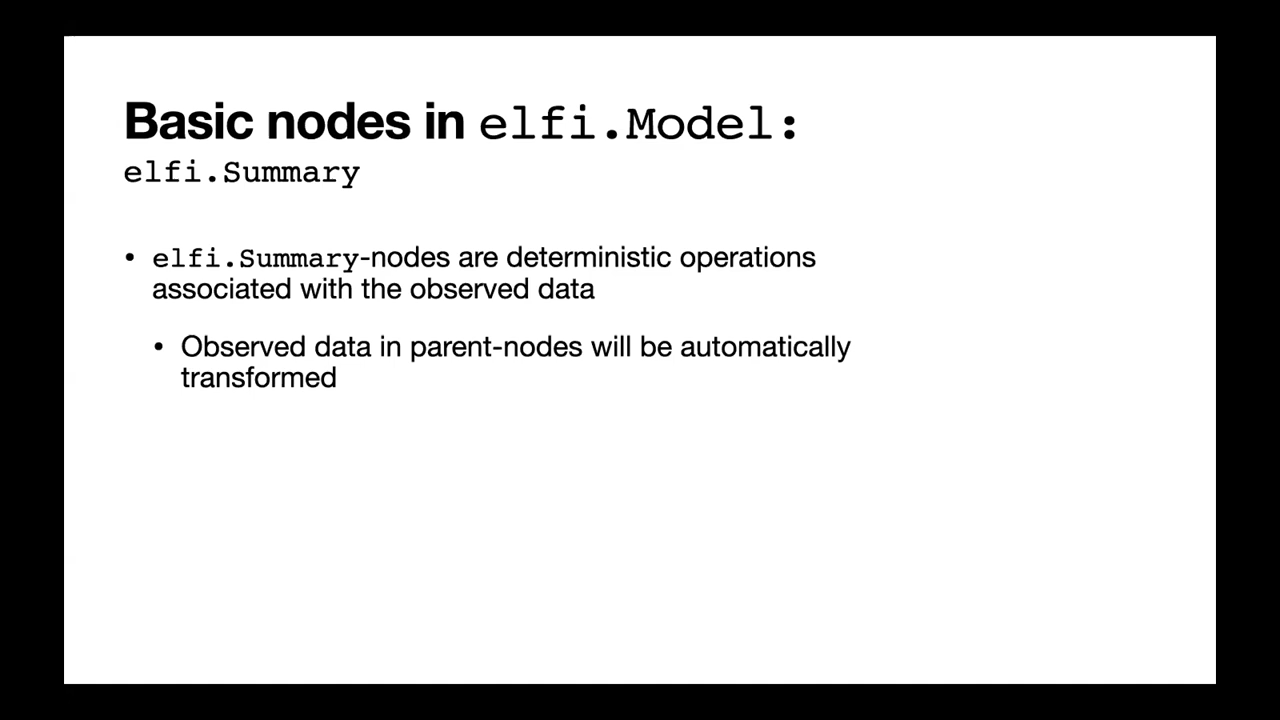 Basic nodes in elfi.Model:
elfi.Summary
• elfi.Summary-nodes are deterministic operations
associated with the observed data
• Observed data in parent-nodes will be automatically
transformed